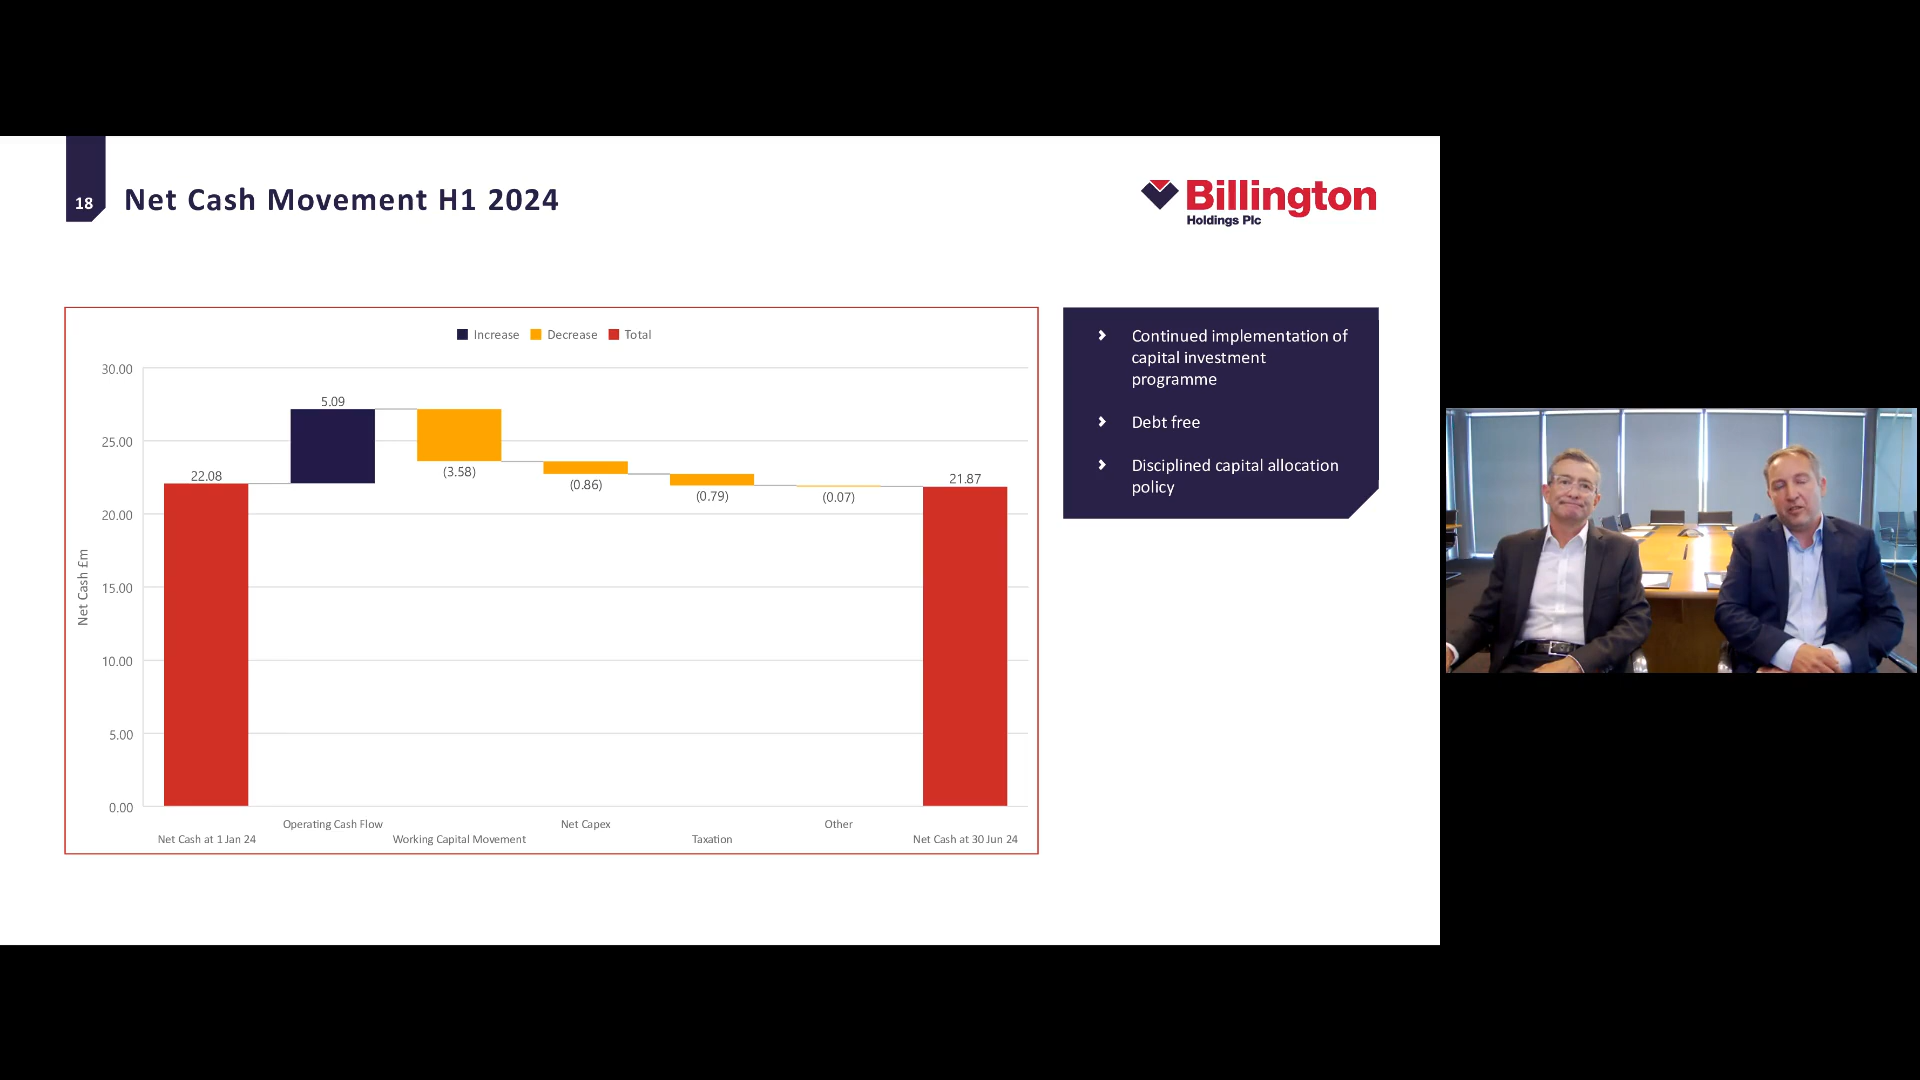 18
Net Cash Movement H1 2024
Billington
Holdings Plc
Increase Decrease Total
30.00
25.00
20.00
15.00
10.00
5.00
0.00
Net Cash £m
22.08
5.09
(3.58)
(0.86)
(0.79)
(0.07)
21.87
Net Cash at 1 Jan 24
Operating Cash Flow
Working Capital Movement
Net Capex
Taxation
Other
Net Cash at 30 Jun 24
Continued implementation of
capital investment
programme
Debt free
Disciplined capital allocation
policy